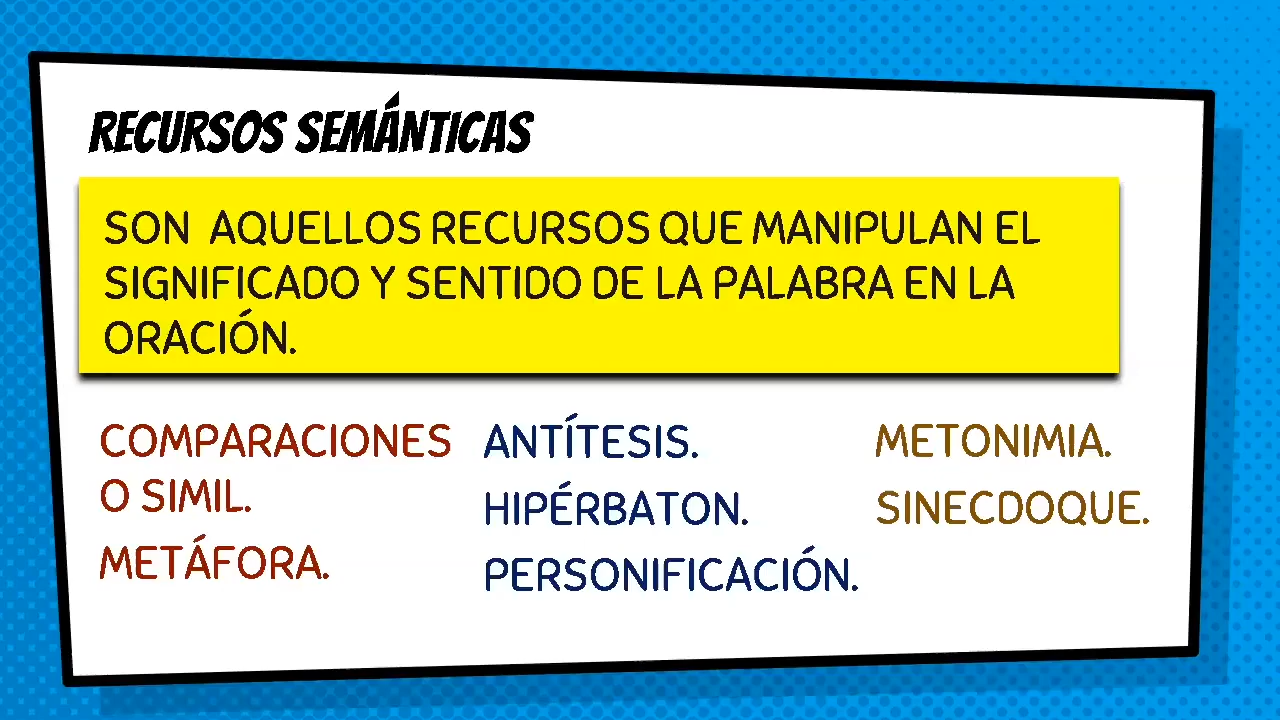 RECURSOS SEMÁNTICAS
SON AQUELLOS RECURSOS QUE MANIPULAN EL
SIGNIFICADO Y SENTIDO DE LA PALABRA EN LA
ORACIÓN.
COMPARACIONES
O SIMIL.
METÁFORA.
ANTÍTESIS.
HIPÉRBATON.
PERSONIFICACIÓN.
METONIMIA.
SINECDOQUE.